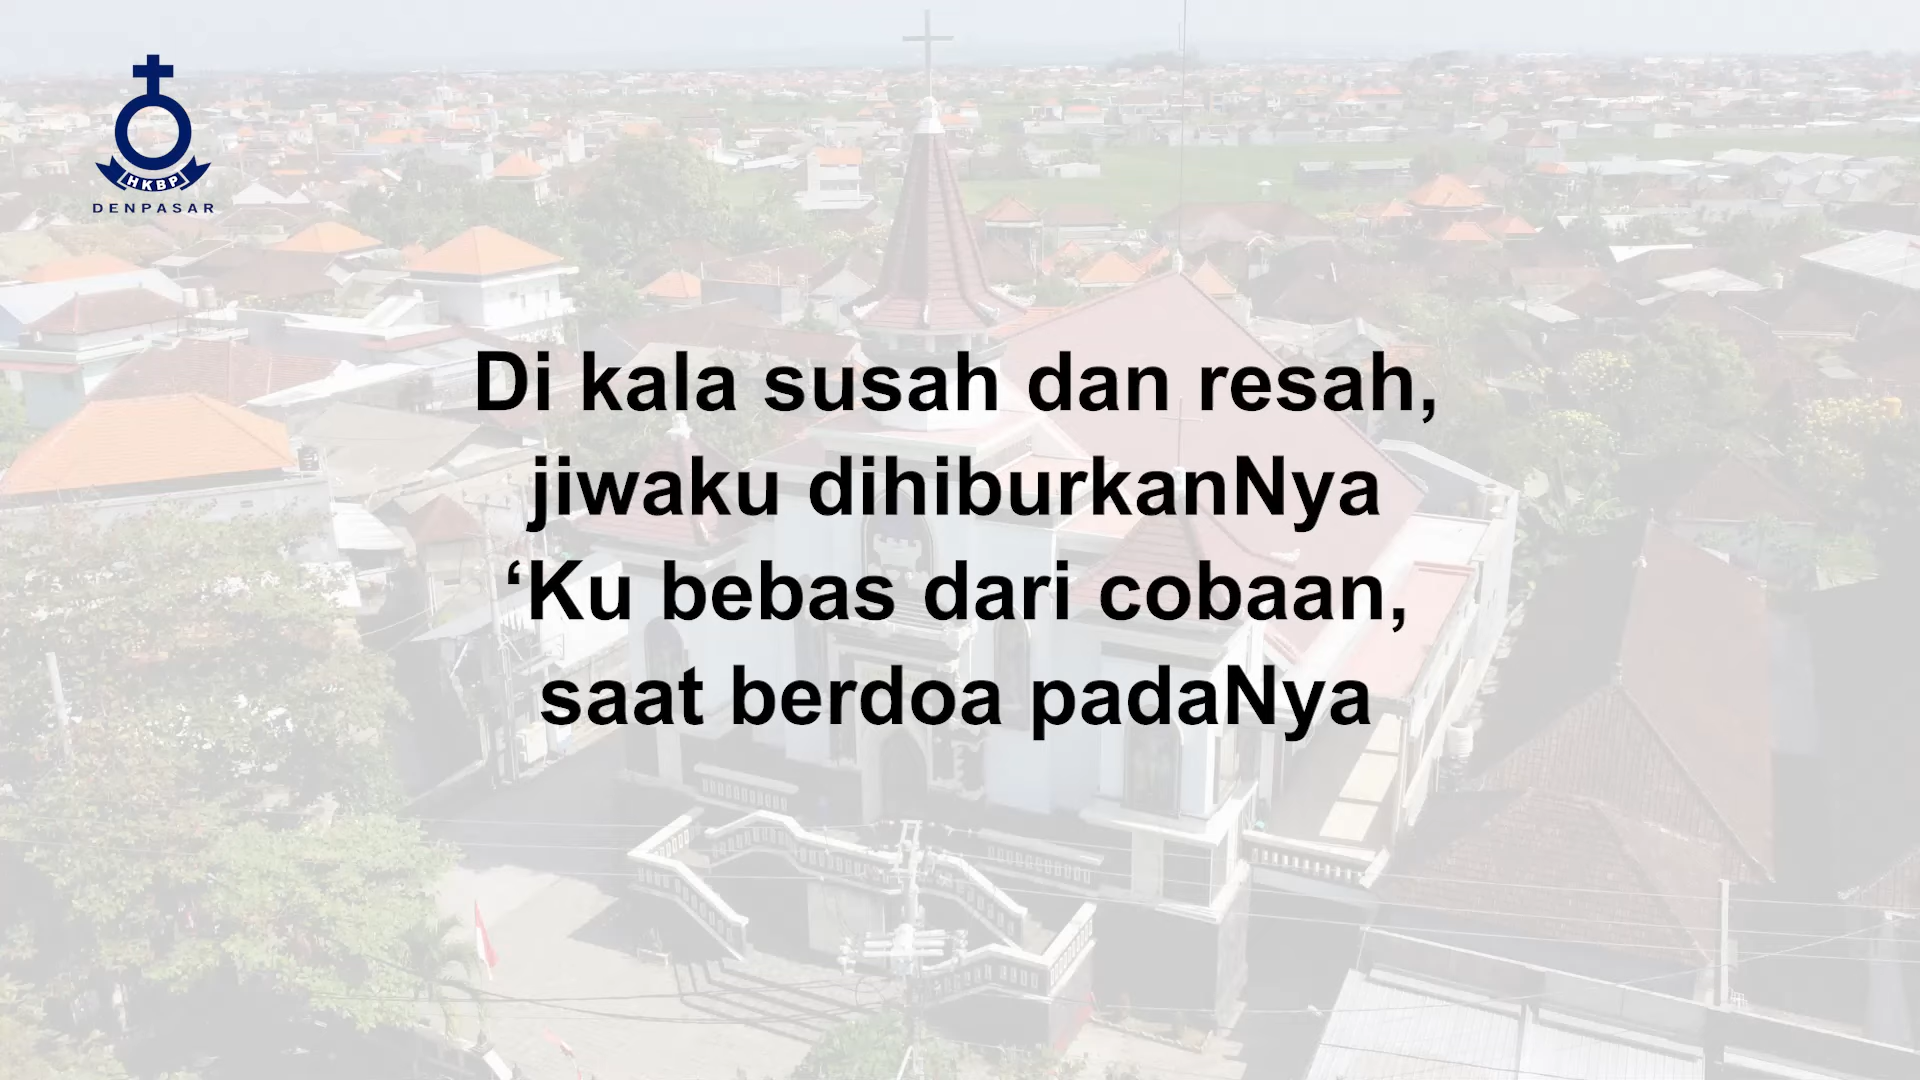 HKBP
DENPASAR
Di kala susah dan resah,
jiwaku dihiburkanNya
‘Ku bebas dari cobaan,
saat berdoa padaNya